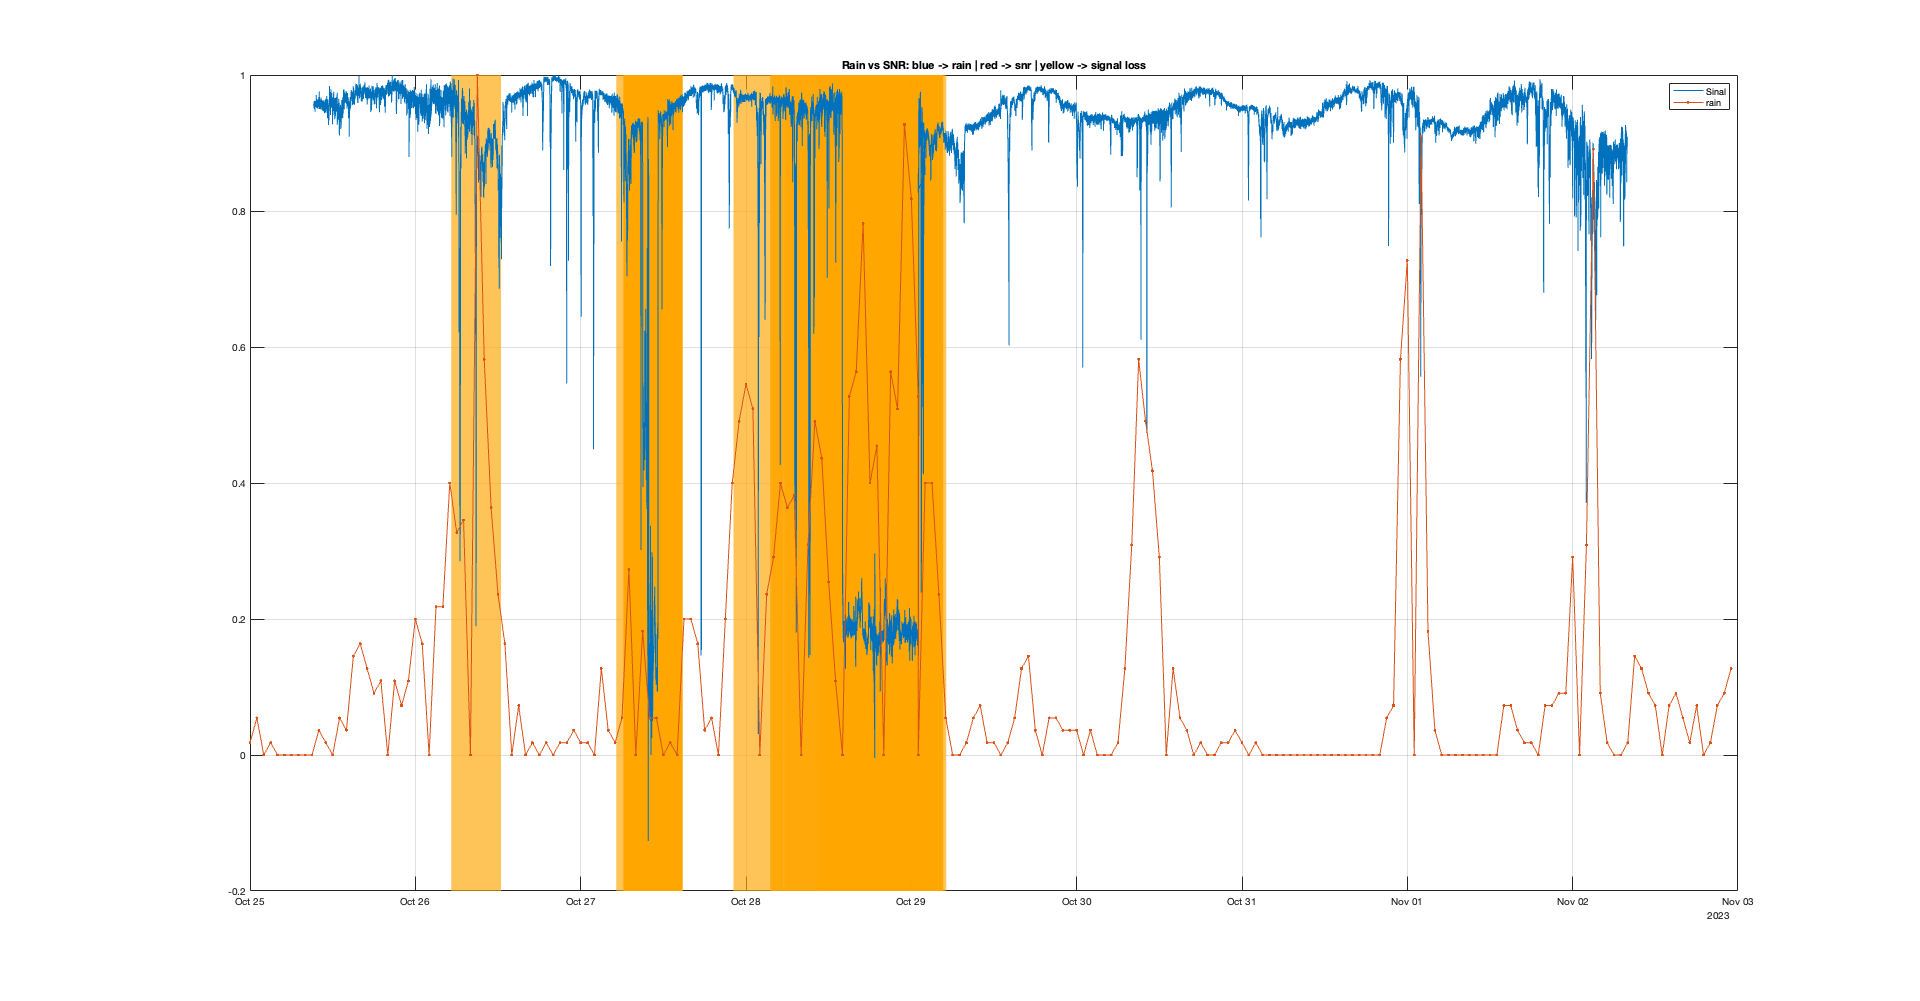 Rain vs SNR: blue -> rain | red -> snr | yellow -> signal loss
Sinal
rain
1
0.8
0.6
0.4
0.2
0
-0.2
Oct 25 Oct 26 Oct 27 Oct 28 Oct 29 Oct 30 Oct 31 Nov 01 Nov 02 Nov 03
2023